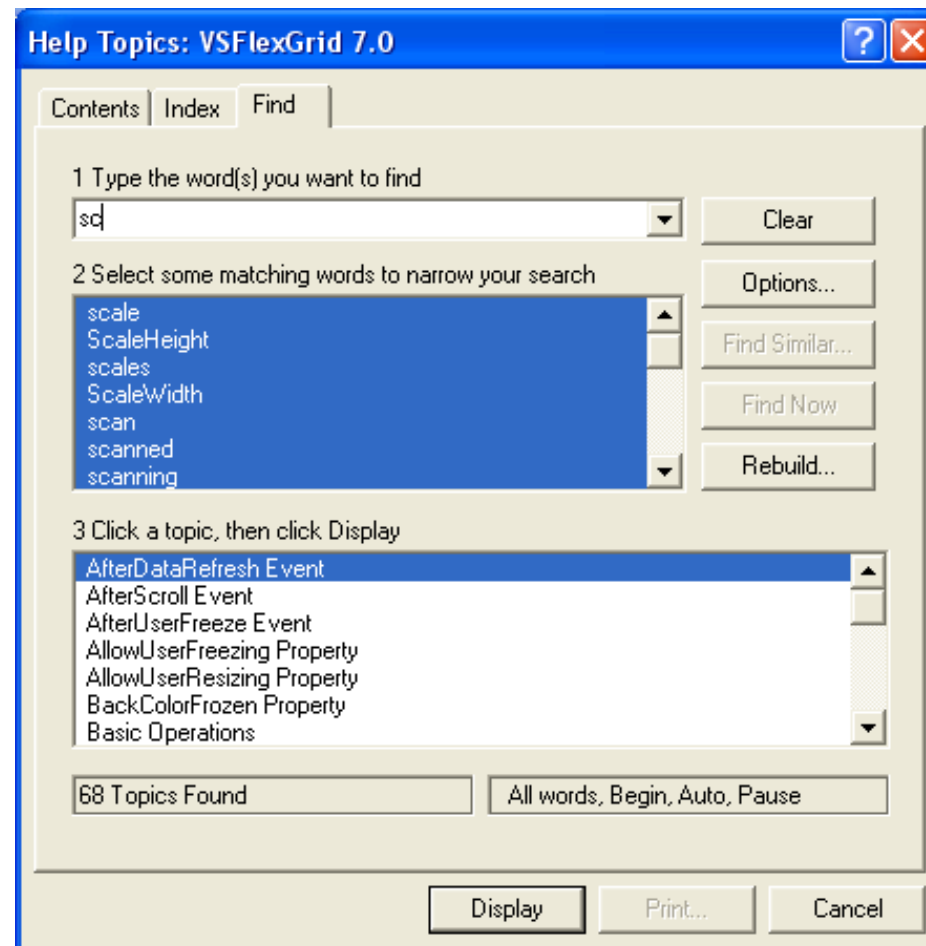 Help Topics: VSFlexGrid 7.0
Contents Index Find
1 Type the word(s) you want to find
sc
Clear
2 Select some matching words to narrow your search
Options...
scale
ScaleHeight
scales
ScaleWidth
scan
scanned
scanning
Find Similar...
Find Now
Rebuild...
3 Click a topic, then click Display
AfterDataRefresh Event
AfterScroll Event
AfterUserFreeze Event
AllowUserFreezing Property
AllowUserResizing Property
BackColorFrozen Property
Basic Operations
68 Topics Found
All words, Begin, Auto, Pause
Display Print... Cancel